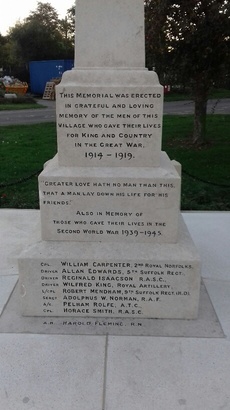 This Memorial was erected
in grateful and loving
memory of the men of this
village who gave their lives
for King and Country
in the Great War.
1914 - 1919.
"Greater love hath no man than this,
that a man lay down his life for his
friends."
Also in memory of
those who gave their lives in the
Second World War 1939-1945.
Cpl. William Carpenter, 2nd Royal Norfolks.
Driver Allan Edwards, 5th Suffolk Regt.
Driver Reginald Issacson R.A.S.C.
Driver Wilfred King, Royal Artillery.
L/Cpl. Robert Mendham, 5th Suffolk Regt.
Sergt. Adolphus W. Norman, R.A.F.
Pelham Rolfe, A.T.C.
Cpl. Horace Smith, R.A.S.C.
Harold Fleming R.N.